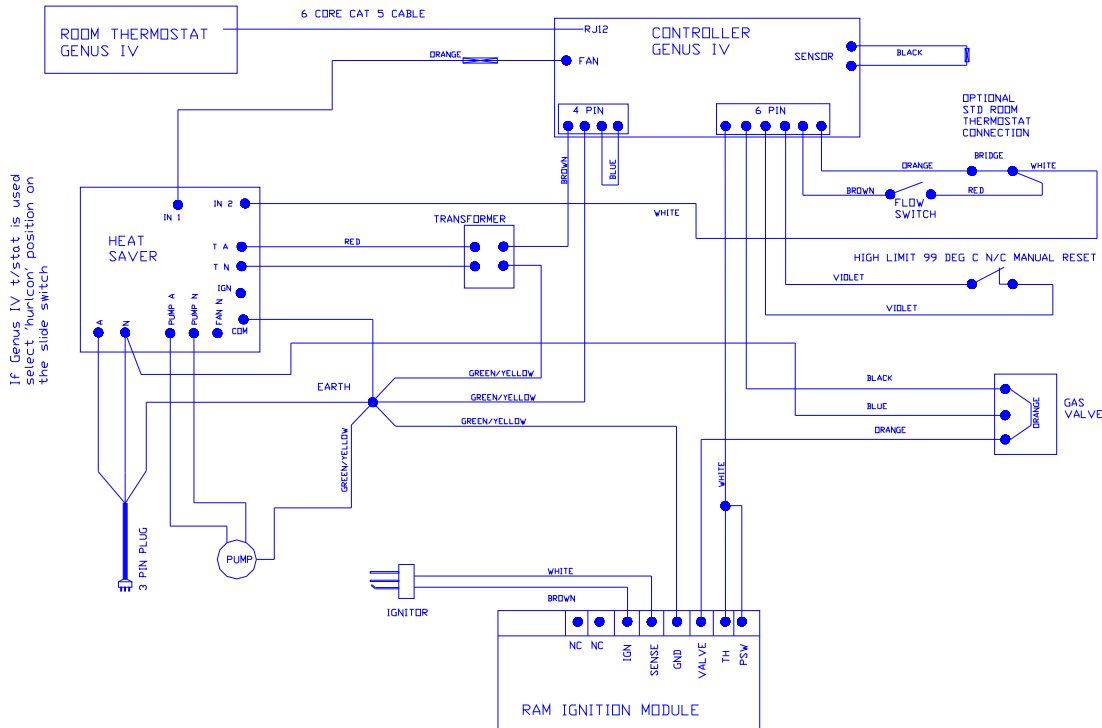 6 CORE CAT 5 CABLE
ROOM THERMOSTAT
GENUS IV
RJ12
CONTROLLER
GENUS IV
ORANGE
FAN
SENSOR
BLACK
4 PIN
6 PIN
OPTIONAL
STD ROOM
THERMOSTAT
CONNECTION
BROWN
BLUE
BRIDGE
ORANGE
WHITE
BROWN
RED
FLOW
SWITCH
If Genus IV t/stat is used
select 'hurlcon' position on
the slide switch
IN 1
IN 2
HEAT
SAVER
T A
T N
IGN
COM
A
N
PUMP A
PUMP N
FAN N
WHITE
RED
TRANSFORMER
HIGH LIMIT 99 DEG C N/C MANUAL RESET
VIOLET
VIOLET
EARTH
GREEN/YELLOW
GREEN/YELLOW
GREEN/YELLOW
GREEN/YELLOW
BLACK
BLUE
ORANGE
ORANGE
GAS
VALVE
WHITE
3 PIN PLUG
PUMP
IGNITOR
WHITE
BROWN
NC
NC
IGN
SENSE
GND
VALVE
TH
PSW
RAM IGNITION MODULE